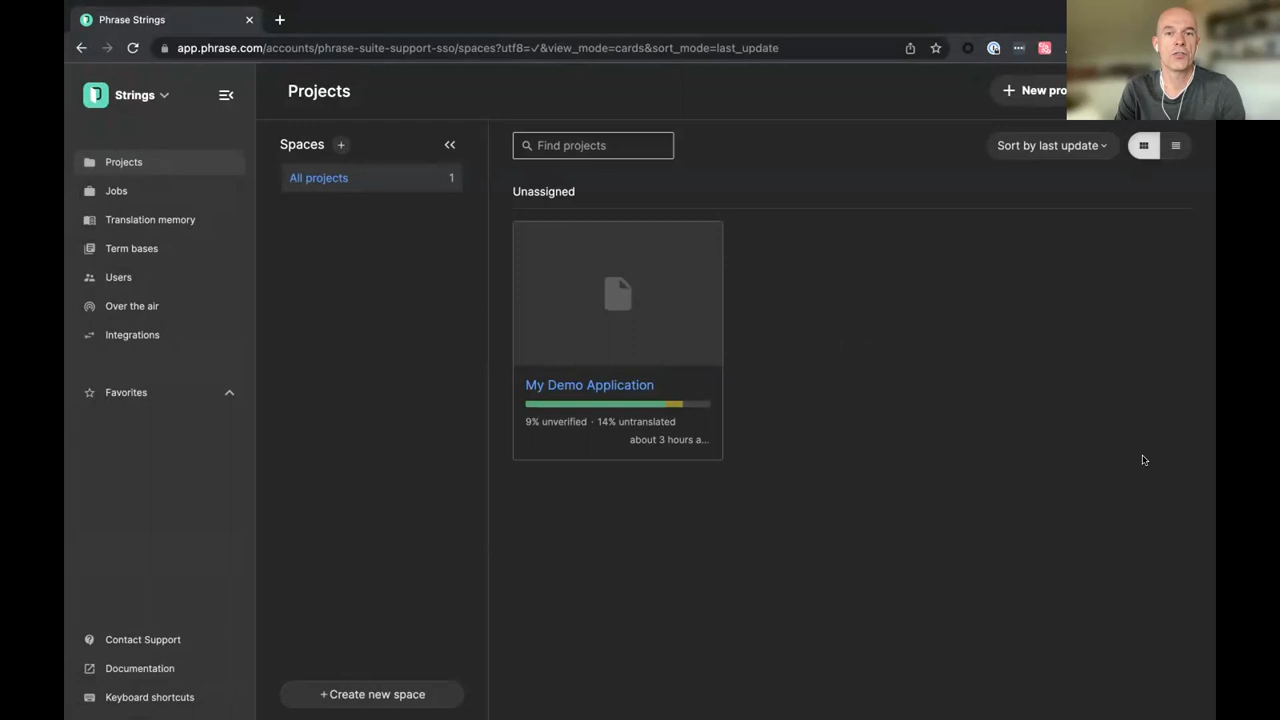 Phrase Strings
app.phrase.com/accounts/phrase-suite-support-sso/spaces?utf8=✓&view_mode=cards&sort_mode=last_update
Strings
Projects
Jobs
Translation memory
Term bases
Users
Over the air
Integrations
Favorites
Contact Support
Documentation
Keyboard shortcuts
Projects
+ New pro
Spaces +
All projects 1
+ Create new space
Find projects
Sort by last update
Unassigned
My Demo Application
9% unverified · 14% untranslated
about 3 hours a...